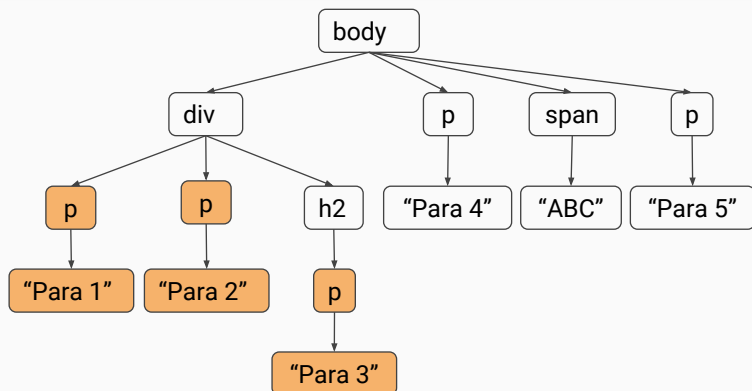 body
div
p
span
p
p
p
h2
“Para 4”
“ABC”
“Para 5”
“Para 1”
“Para 2”
p
“Para 3”